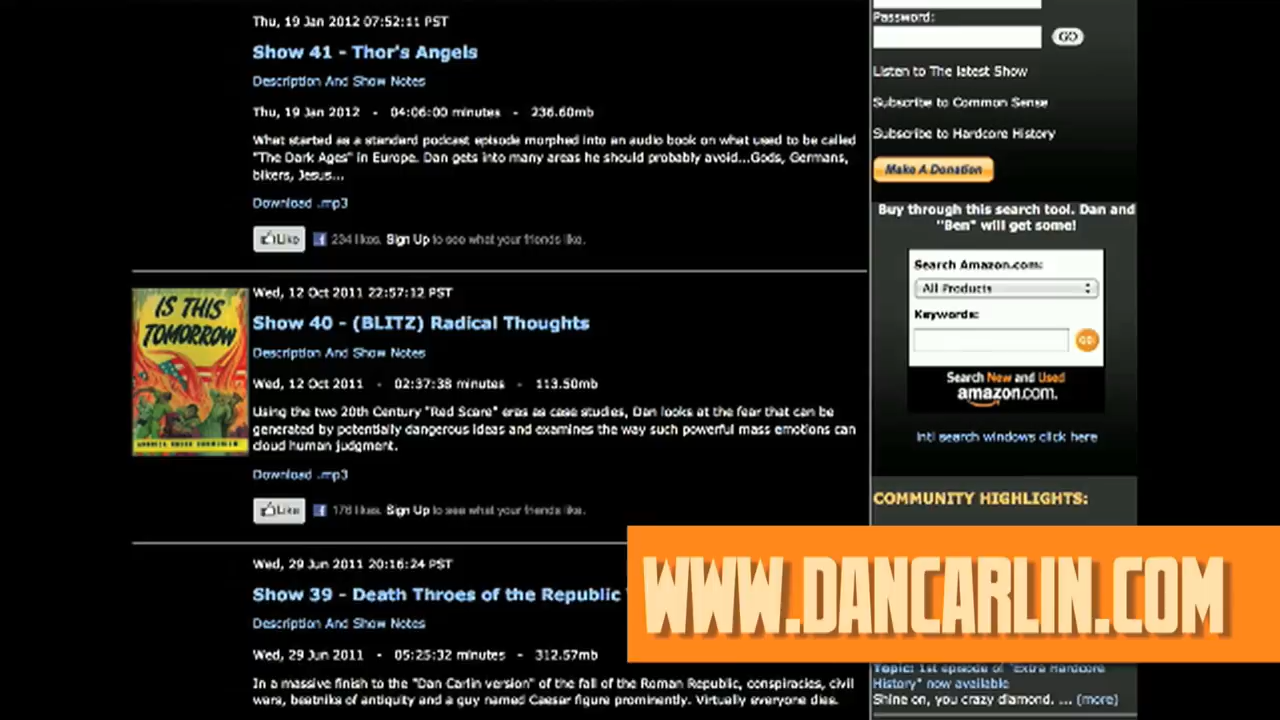 Thu, 19 Jan 2012 07:52:11 PST
Show 41 - Thor's Angels
Description And Show Notes
Thu, 19 Jan 2012 - 04:06:00 minutes - 236.60mb
What started as a standard podcast episode morphed into an audio book on what used to be called
"The Dark Ages" in Europe. Dan gets into many areas he should probably avoid...Gods, Germans,
bikers, Jesus...
Download .mp3
Like 234 likes. Sign Up to see what your friends like.
IS THIS
TOMORROW
Wed, 12 Oct 2011 22:57:12 PST
Show 40 - (BLITZ) Radical Thoughts
Description And Show Notes
Wed, 12 Oct 2011 - 02:37:38 minutes - 113.50mb
Using the two 20th Century "Red Scare" eras as case studies, Dan looks at the fear that can be
generated by potentially dangerous ideas and examines the way such powerful mass emotions can
cloud human judgment.
Download .mp3
Like 176 likes. Sign Up to see what your friends like.
Wed, 29 Jun 2011 20:16:24 PST
Show 39 - Death Throes of the Republic
Description And Show Notes
Wed, 29 Jun 2011 - 05:25:32 minutes - 312.57mb
In a massive finish to the "Dan Carlin version" of the fall of the Roman Republic, conspiracies, civil
wars, beatniks of antiquity and a guy named Caesar figure prominently. Virtually everyone dies.
Password:
GO
Listen to The latest Show
Subscribe to Common Sense
Subscribe to Hardcore History
Make A Donation
Buy through this search tool. Dan and
"Ben" will get some!
Search Amazon.com:
All Products
Keywords:
GO!
Search New and Used
amazon.com.
Intl search windows click here
COMMUNITY HIGHLIGHTS:
WWW.DANCARLIN.COM
Topic: 1st episode of "Extra Hardcore
History" now available
Shine on, you crazy diamond. ... (more)